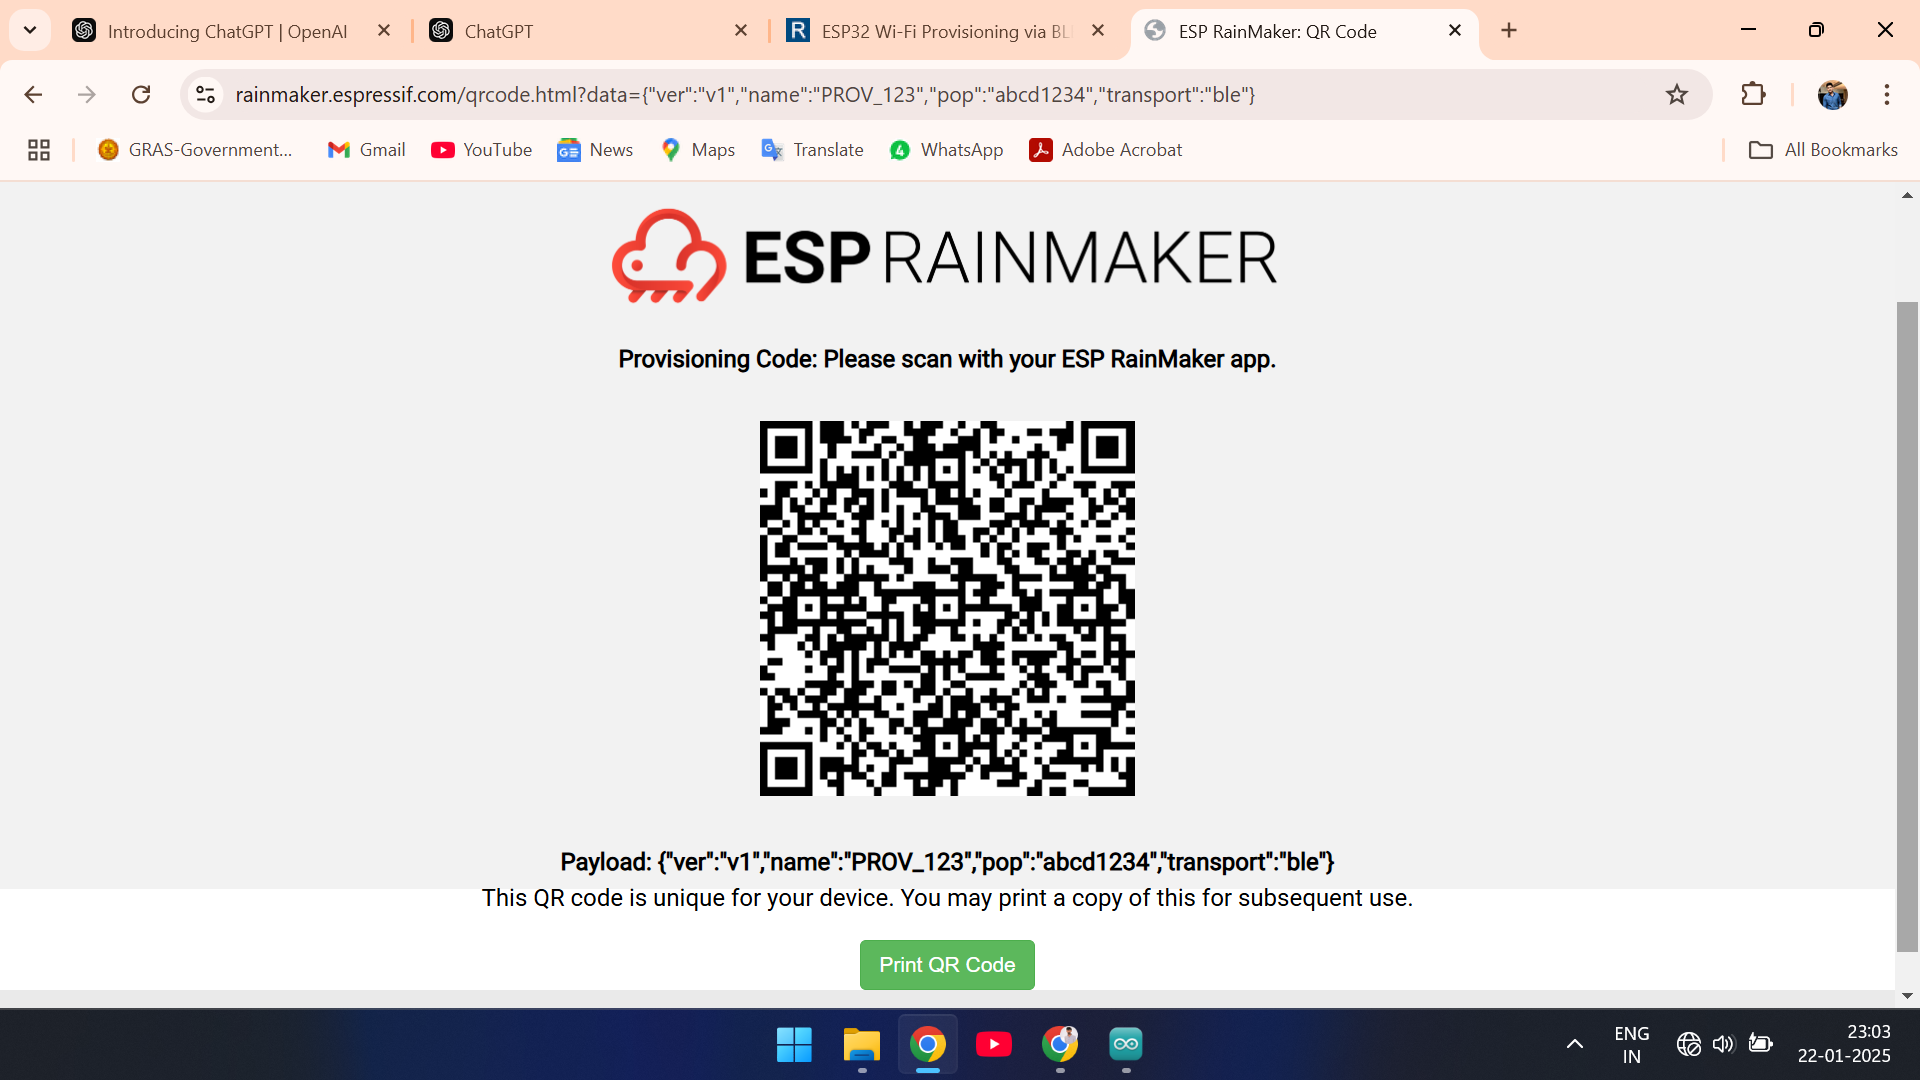 Introducing ChatGPT | OpenAI
ChatGPT
ESP32 Wi-Fi Provisioning via BL
ESP RainMaker: QR Code
rainmaker.espressif.com/qrcode.html?data={"ver":"v1","name":"PROV_123","pop":"abcd1234","transport":"ble"}
GRAS-Government...
Gmail
YouTube
News
Maps
Translate
4
WhatsApp
Adobe Acrobat
All Bookmarks
ESP RAINMAKER
Provisioning Code: Please scan with your ESP RainMaker app.
Payload: {"ver":"v1","name":"PROV_123","pop":"abcd1234","transport":"ble"}
This QR code is unique for your device. You may print a copy of this for subsequent use.
Print QR Code
ENG
IN
23:03
22-01-2025